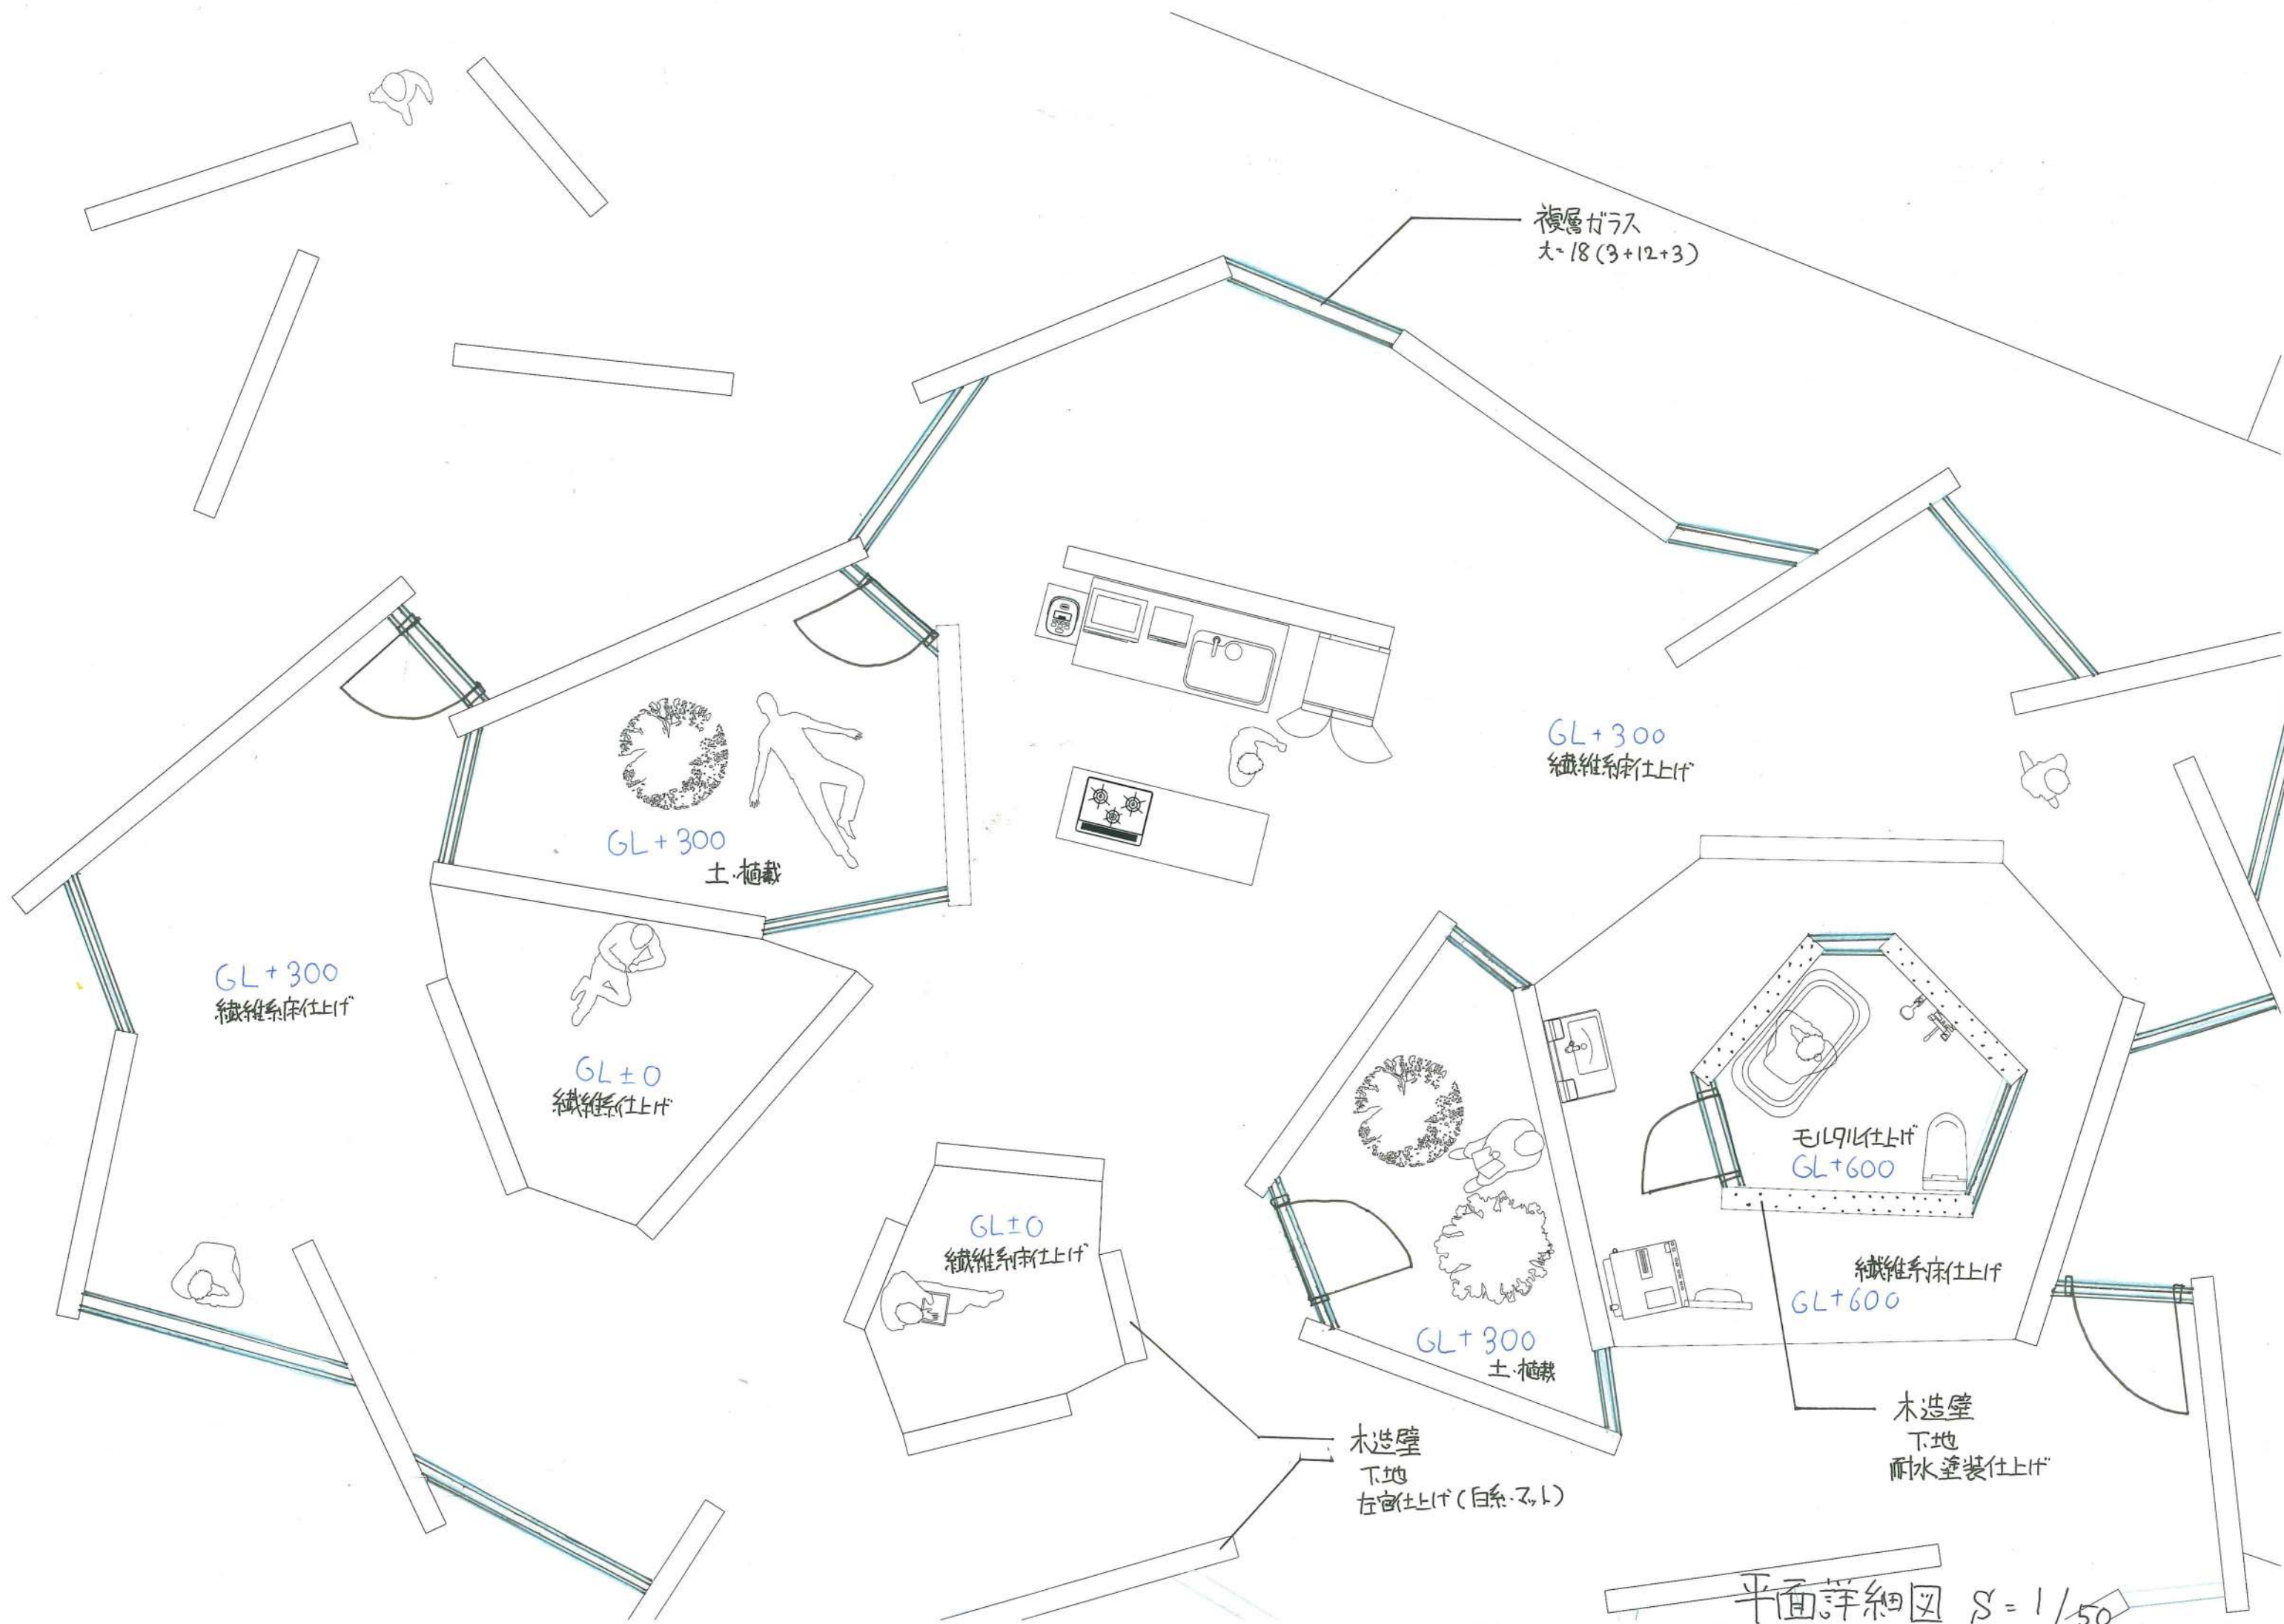 複層ガラス
t=18(3+12+3)
GL+300
繊維系床仕上げ
GL+300
土・植栽
GL+300
繊維系床仕上げ
GL±0
繊維系仕上げ
モルタル仕上げ
GL+600
GL±0
繊維系床仕上げ
繊維系床仕上げ
GL+600
GL+300
土・植栽
木造壁
下地
耐水塗装仕上げ
木造壁
下地
左官仕上げ(白系・マット)
平面詳細図 S=1/50